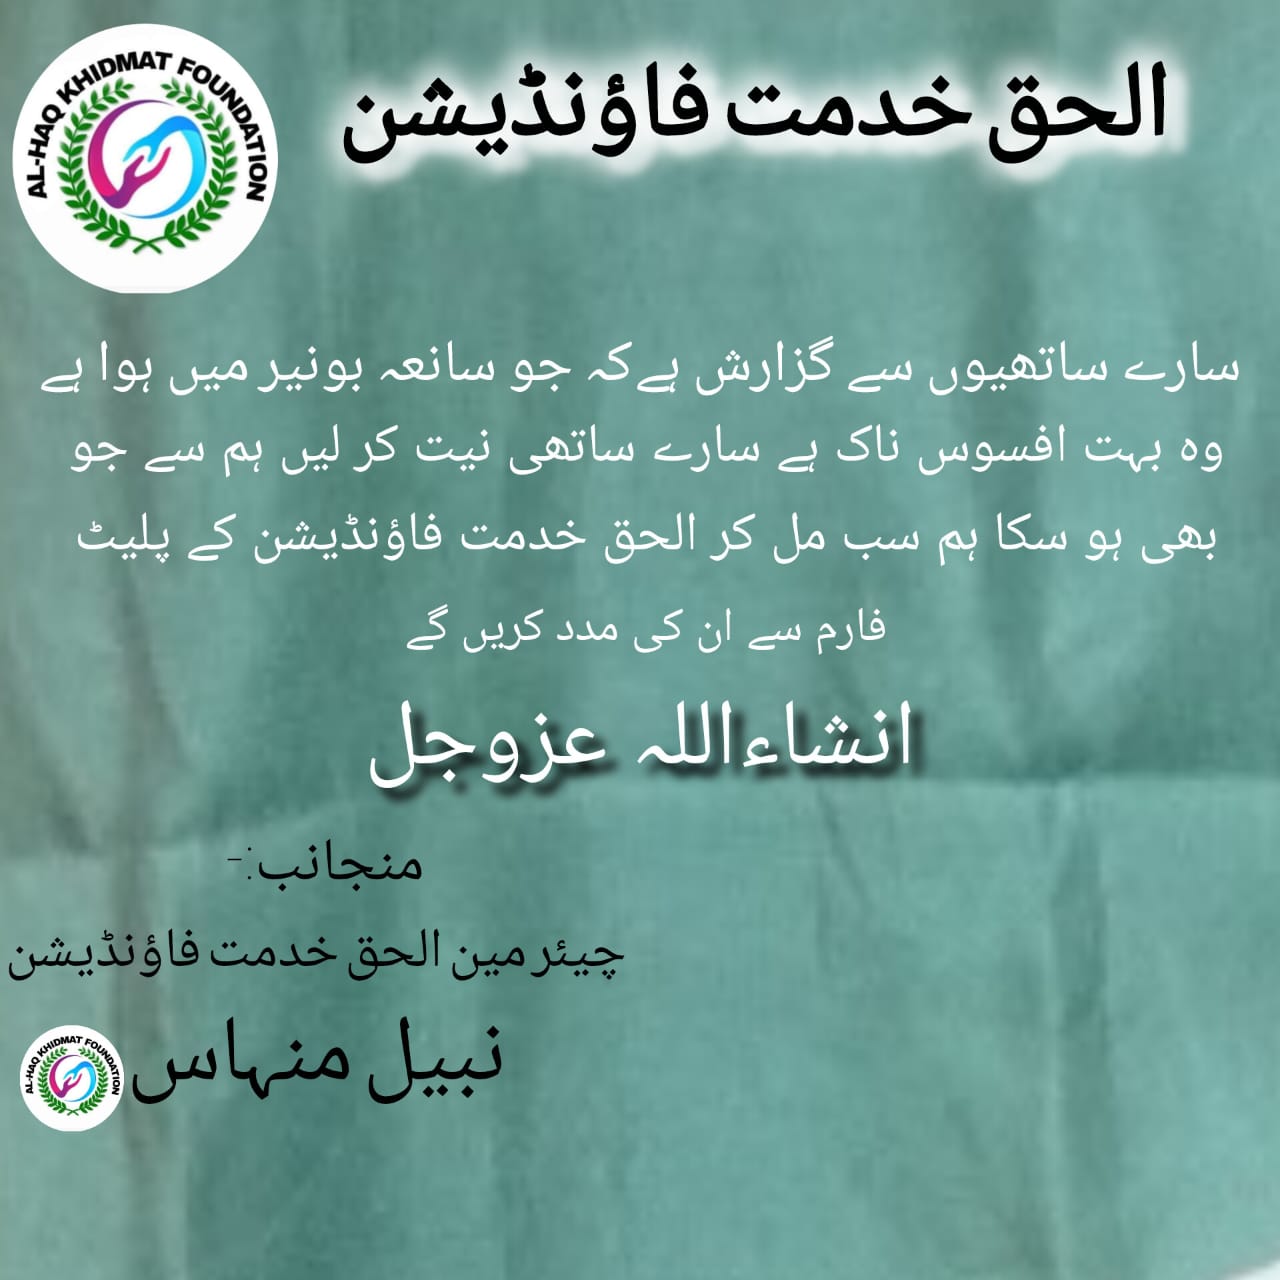 AL-HAQ KHIDMAT FOUNDATION
الحق خدمت فاؤنڈیشن
سارے ساتھیوں سے گزارش ہےکہ جو سانعہ بونیر میں ہوا ہے
وہ بہت افسوس ناک ہے سارے ساتھی نیت کر لیں ہم سے جو
بھی ہو سکا ہم سب مل کر الحق خدمت فاؤنڈیشن کے پلیٹ
فارم سے ان کی مدد کریں گے
انشاءاللہ عزوجل
منجانب:-
چیئر مین الحق خدمت فاؤنڈیشن
نبیل منہاس
AL-HAQ KHIDMAT FOUNDATION